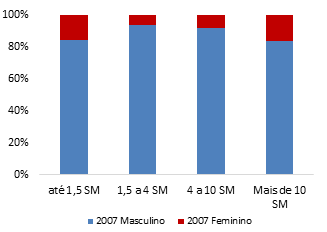 100%
80%
60%
40%
20%
0%
até 1,5 SM
1,5 a 4 SM
4 a 10 SM
Mais de 10
SM
2007 Masculino
2007 Feminino